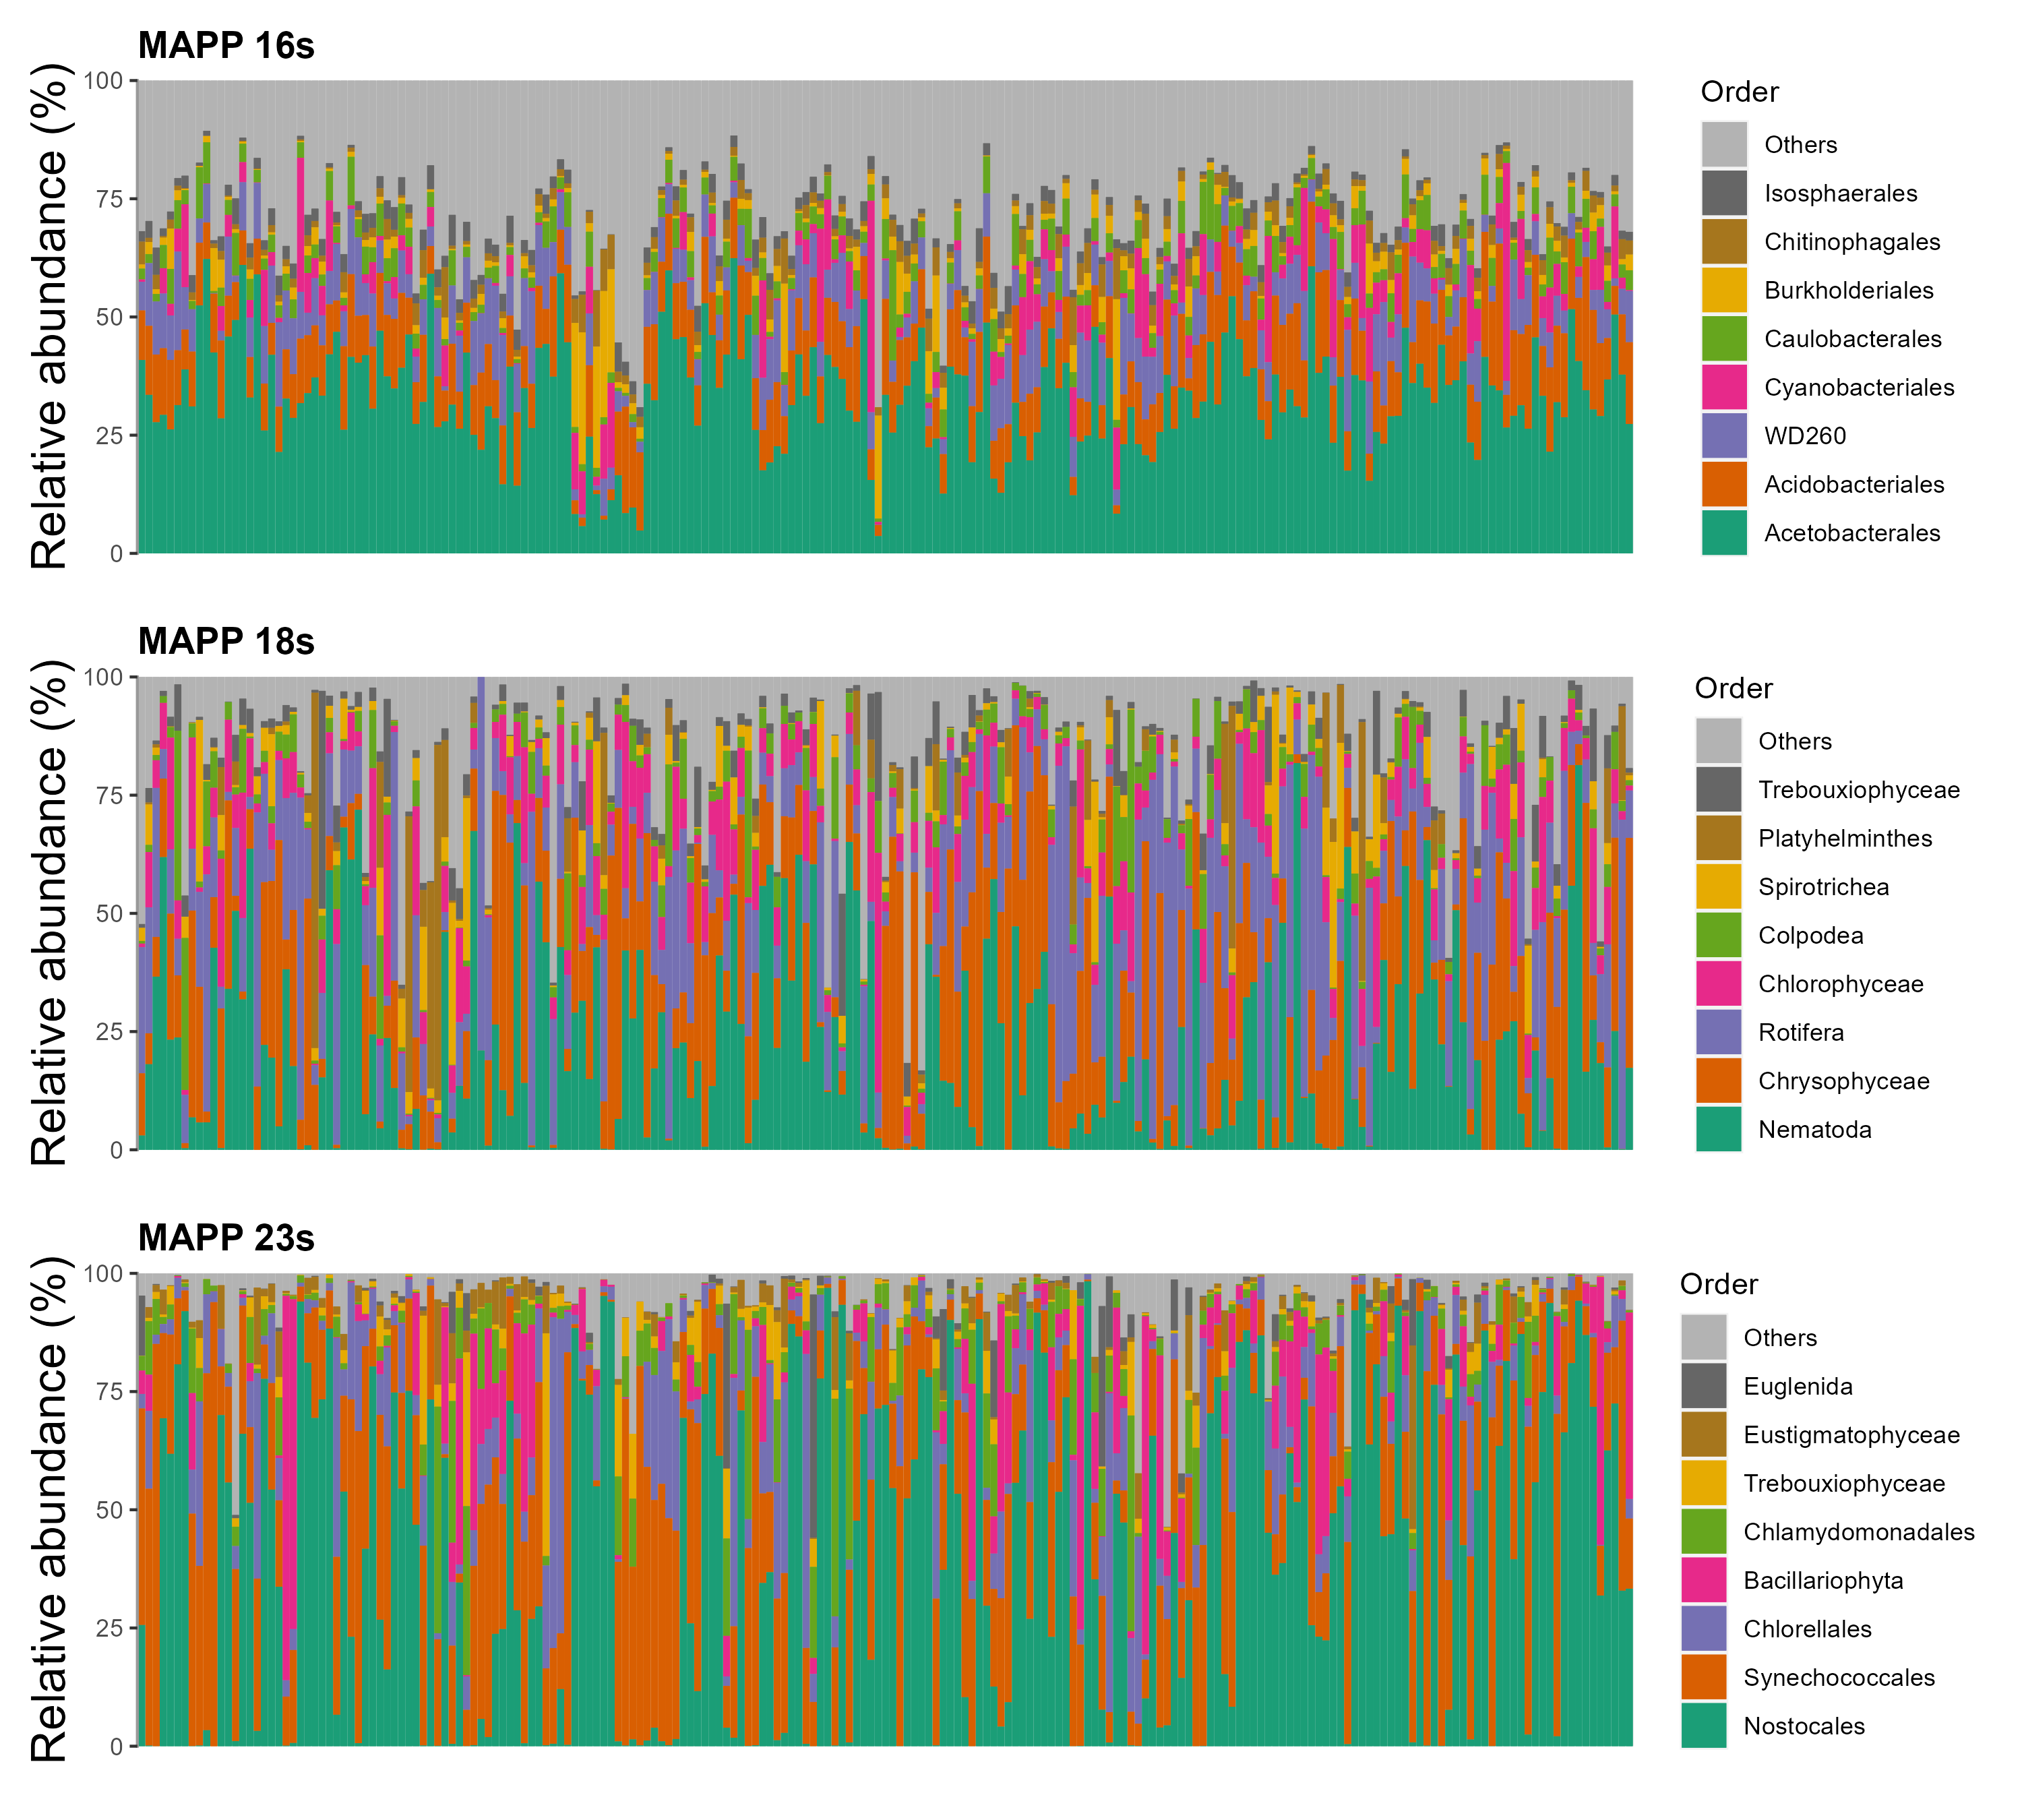 MAPP 16s
Relative abundance (%)
100
75
50
25
0
Order
Others
Isosphaerales
Chitinophagales
Burkholderiales
Caulobacterales
Cyanobacteriales
WD260
Acidobacteriales
Acetobacterales
MAPP 18s
Relative abundance (%)
100
75
50
25
0
Order
Others
Trebouxiophyceae
Platyhelminthes
Spirotrichea
Colpodea
Chlorophyceae
Rotifera
Chrysophyceae
Nematoda
MAPP 23s
Relative abundance (%)
100
75
50
25
0
Order
Others
Euglenida
Eustigmatophyceae
Trebouxiophyceae
Chlamydomonadales
Bacillariophyta
Chlorellales
Synechococcales
Nostocales